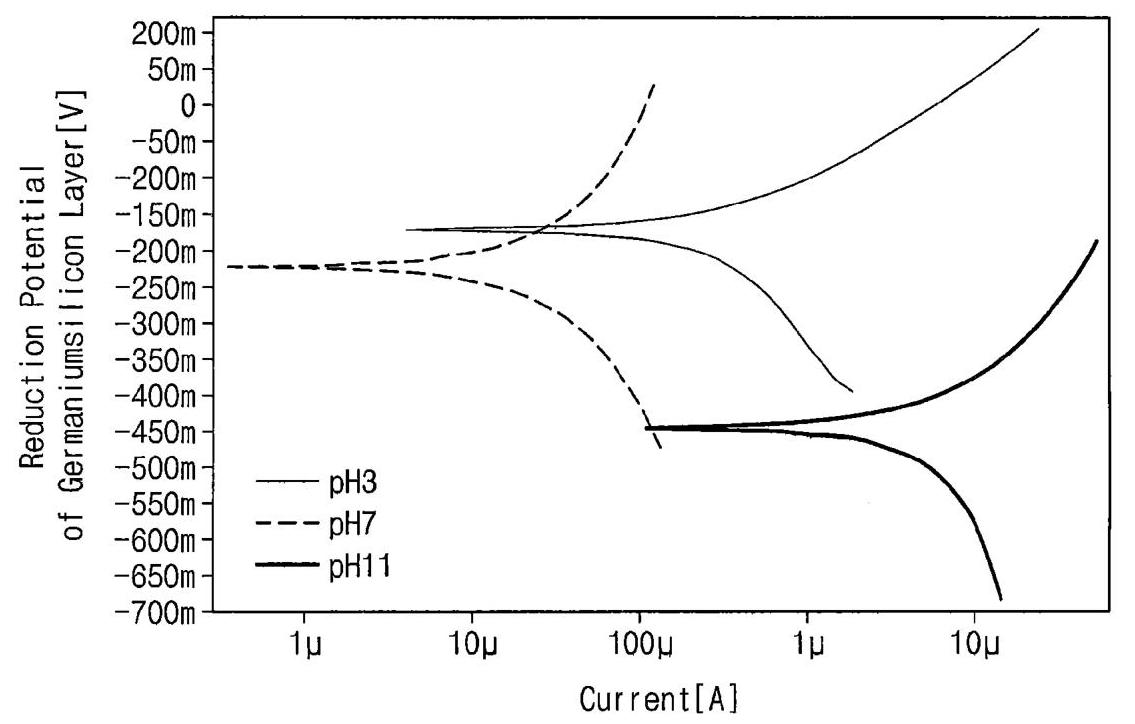 Reduction Potential
of Germaniumsilicon Layer[V]
200m
50m
0
-50m
-200m
-150m
-200m
-250m
-300m
-350m
-400m
-450m
-500m
-550m
-600m
-650m
-700m
pH3
pH7
pH11
1μ
10μ
100μ
1μ
10μ
Current[A]